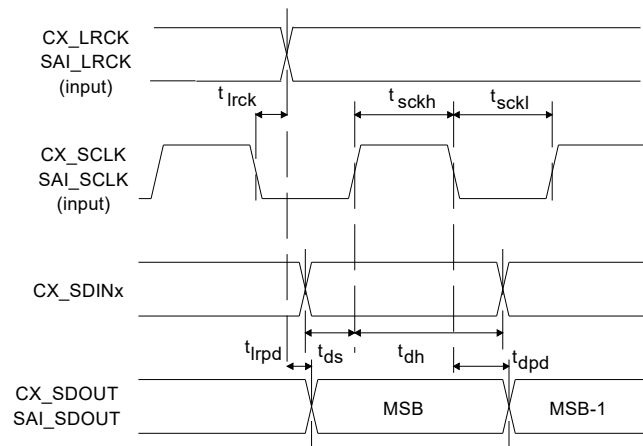 CX_LRCK
SAI_LRCK
(input)
t lrck
t sckh
t sckl
CX_SCLK
SAI_SCLK
(input)
CX_SDINx
t lrpd
t ds
t dh
t dpd
CX_SDOUT
SAI_SDOUT
MSB
MSB-1